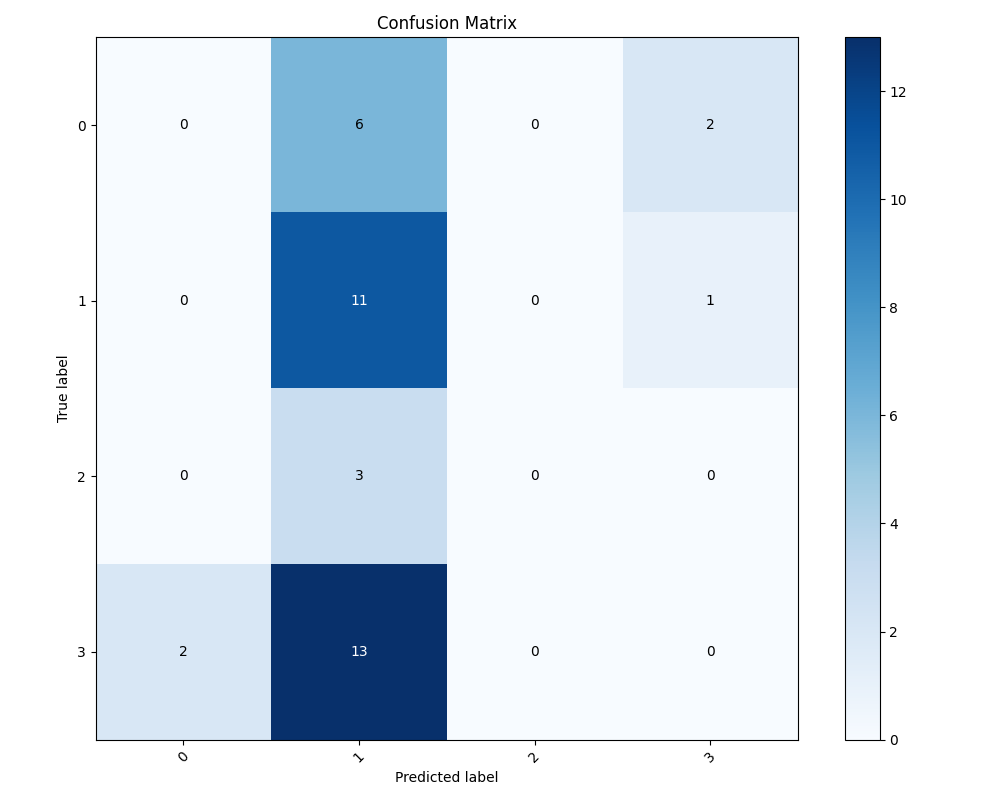 Confusion Matrix
0 0 6 0 2
1 0 11 0 1
2 0 3 0 0
3 2 13 0 0
0 1 2 3
True label
Predicted label
12
10
8
6
4
2
0